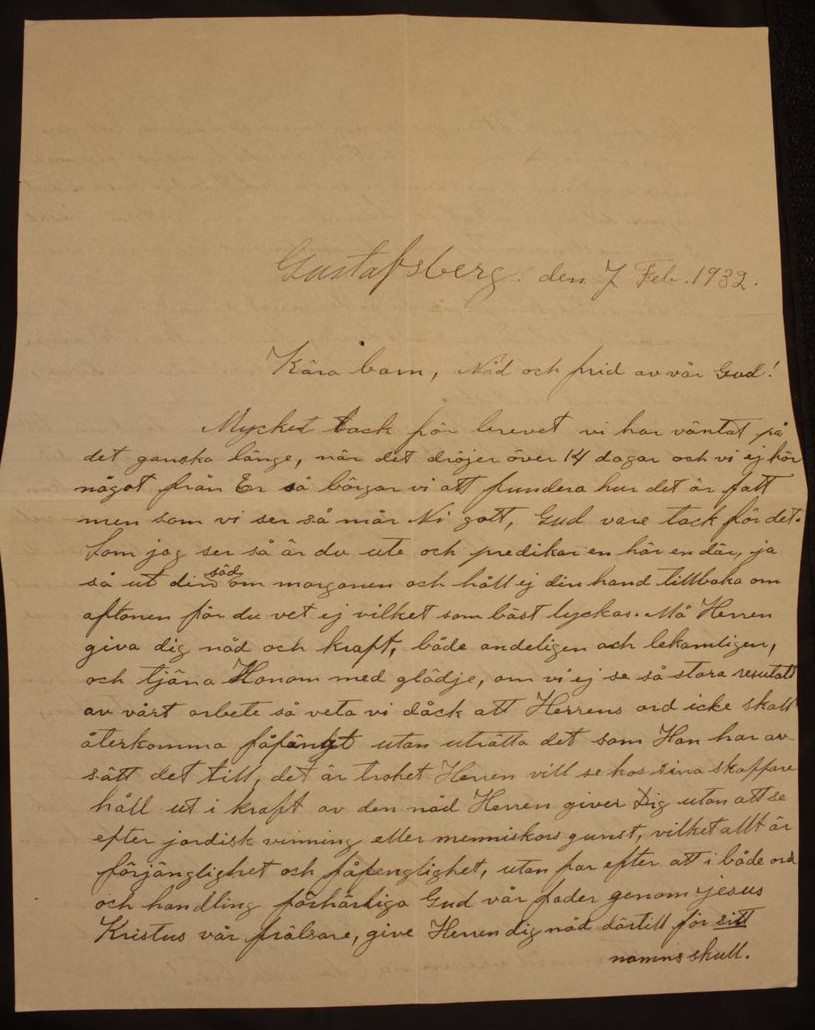 Gustafsberg. den 7 Feb. 1932.
Kära barn, Nåd och frid av vår Gud!
Mycket tack för brevet vi har väntat på
det ganska länge, när det dröjer över 14 dagar och vi ej hör
något från Er så börjar vi att fundera hur det är fatt
men som vi ser så mår Ni gott, Gud vare tack för det.
Som jag ser så är du ute och predikar en här en där, ja
så ut din säd om morgonen och håll ej din hand tillbaka om
aftonen för du vet ej vilket som bäst lyckas. Må Herren
giva dig nåd och kraft, både andeligen och lekamligen,
och tjäna Honom med glädje, om vi ej se så stora resultatt
av vårt arbete så veta vi dåck att Herrens ord icke skall
återkomma fåfängt utan uträtta det som Han har av
sätt det till, det är trohet Herren vill se hos sina skaffare
håll ut i kraft av den nåd Herren giver Dig utan att se
efter jordisk vinning eller menniskors gunst, vilket allt är
förjänglighet och fåfenglighet, utan far efter att i både ord
och handling förhärliga Gud vår fader genom jesus
Kristus vår frälsare, give Herren dig nåd därtill för sitt
namns skull.